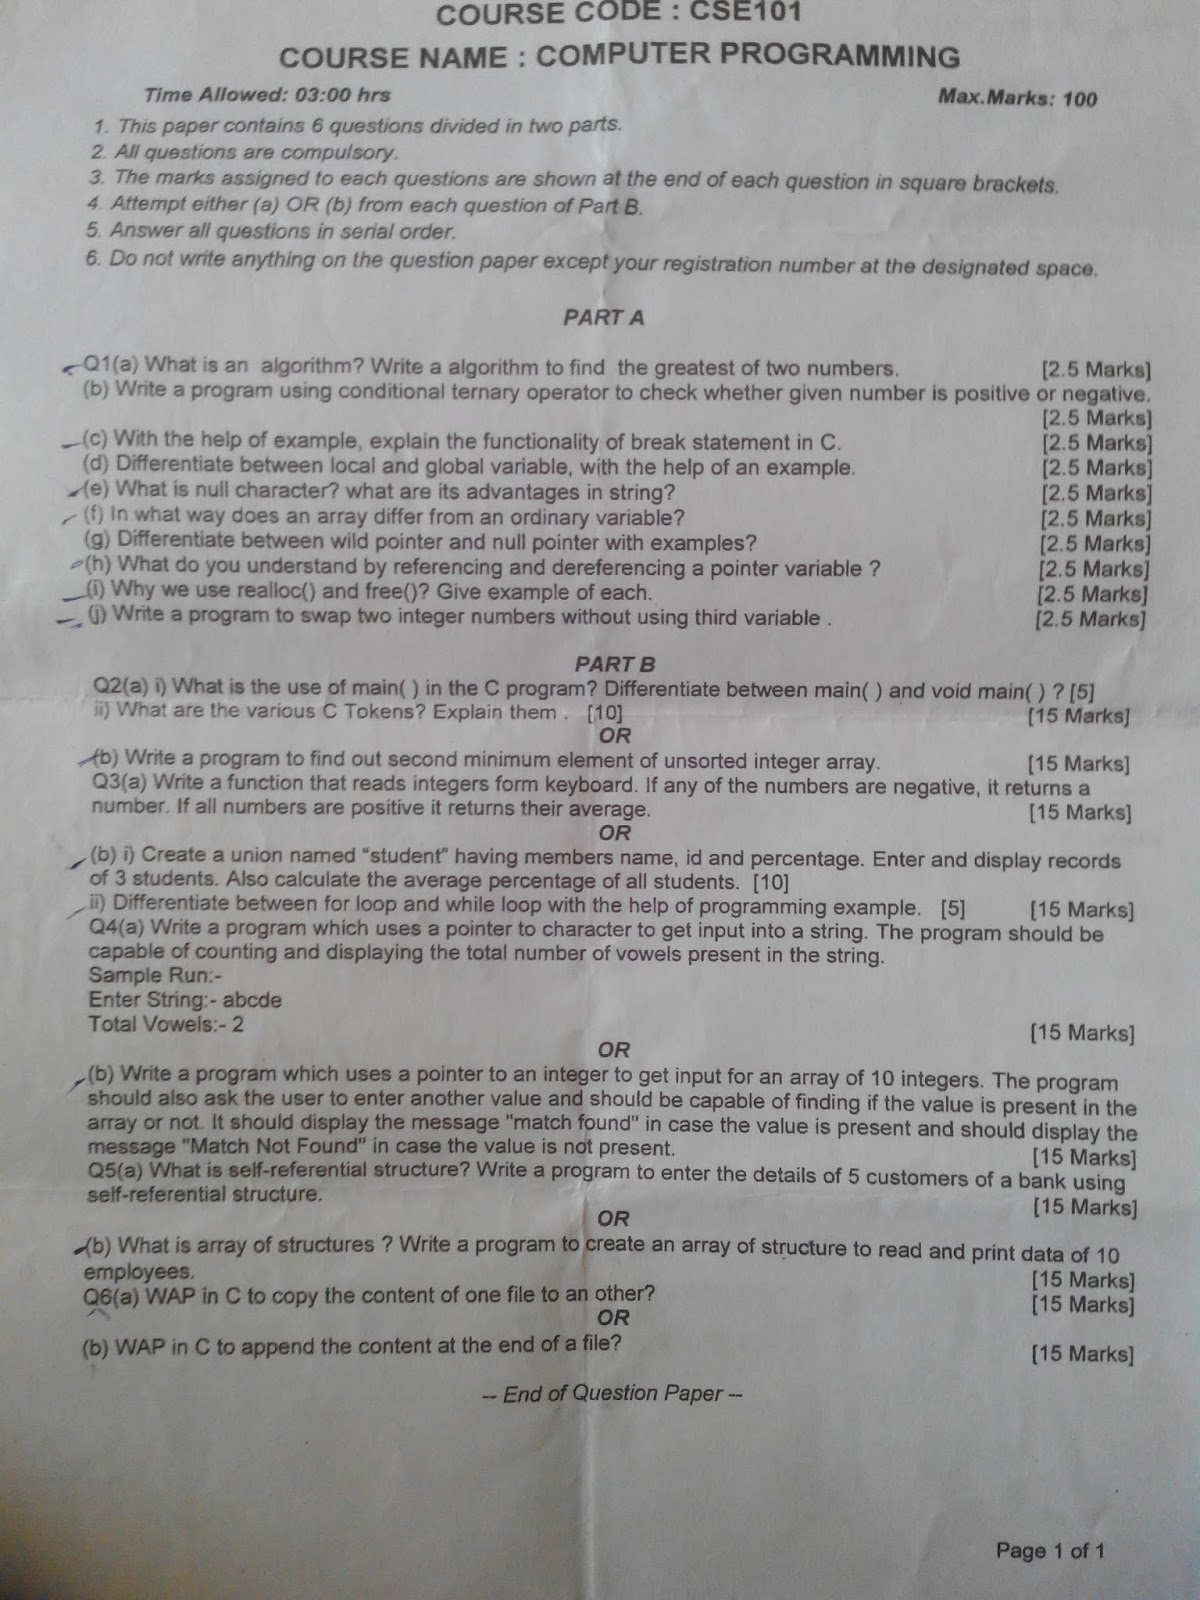 COURSE CODE : CSE101
COURSE NAME : COMPUTER PROGRAMMING
Time Allowed: 03:00 hrs Max.Marks: 100
1. This paper contains 6 questions divided in two parts.
2. All questions are compulsory.
3. The marks assigned to each questions are shown at the end of each question in square brackets.
4. Attempt either (a) OR (b) from each question of Part B.
5. Answer all questions in serial order.
6. Do not write anything on the question paper except your registration number at the designated space.
PART A
Q1(a) What is an algorithm? Write a algorithm to find the greatest of two numbers. [2.5 Marks]
(b) Write a program using conditional ternary operator to check whether given number is positive or negative.
[2.5 Marks]
(c) With the help of example, explain the functionality of break statement in C. [2.5 Marks]
(d) Differentiate between local and global variable, with the help of an example. [2.5 Marks]
(e) What is null character? what are its advantages in string? [2.5 Marks]
(f) In what way does an array differ from an ordinary variable? [2.5 Marks]
(g) Differentiate between wild pointer and null pointer with examples? [2.5 Marks]
(h) What do you understand by referencing and dereferencing a pointer variable ? [2.5 Marks]
(i) Why we use realloc() and free()? Give example of each. [2.5 Marks]
(j) Write a program to swap two integer numbers without using third variable . [2.5 Marks]
PART B
Q2(a) i) What is the use of main( ) in the C program? Differentiate between main( ) and void main( ) ? [5]
ii) What are the various C Tokens? Explain them . [10] [15 Marks]
OR
(b) Write a program to find out second minimum element of unsorted integer array. [15 Marks]
Q3(a) Write a function that reads integers form keyboard. If any of the numbers are negative, it returns a
number. If all numbers are positive it returns their average. [15 Marks]
OR
(b) i) Create a union named “student” having members name, id and percentage. Enter and display records
of 3 students. Also calculate the average percentage of all students. [10]
ii) Differentiate between for loop and while loop with the help of programming example. [5] [15 Marks]
Q4(a) Write a program which uses a pointer to character to get input into a string. The program should be
capable of counting and displaying the total number of vowels present in the string.
Sample Run:-
Enter String:- abcde
Total Vowels:- 2 [15 Marks]
OR
(b) Write a program which uses a pointer to an integer to get input for an array of 10 integers. The program
should also ask the user to enter another value and should be capable of finding if the value is present in the
array or not. It should display the message "match found" in case the value is present and should display the
message "Match Not Found" in case the value is not present. [15 Marks]
Q5(a) What is self-referential structure? Write a program to enter the details of 5 customers of a bank using
self-referential structure. [15 Marks]
OR
(b) What is array of structures ? Write a program to create an array of structure to read and print data of 10
employees. [15 Marks]
Q6(a) WAP in C to copy the content of one file to an other? [15 Marks]
OR
(b) WAP in C to append the content at the end of a file? [15 Marks]
-- End of Question Paper --
Page 1 of 1